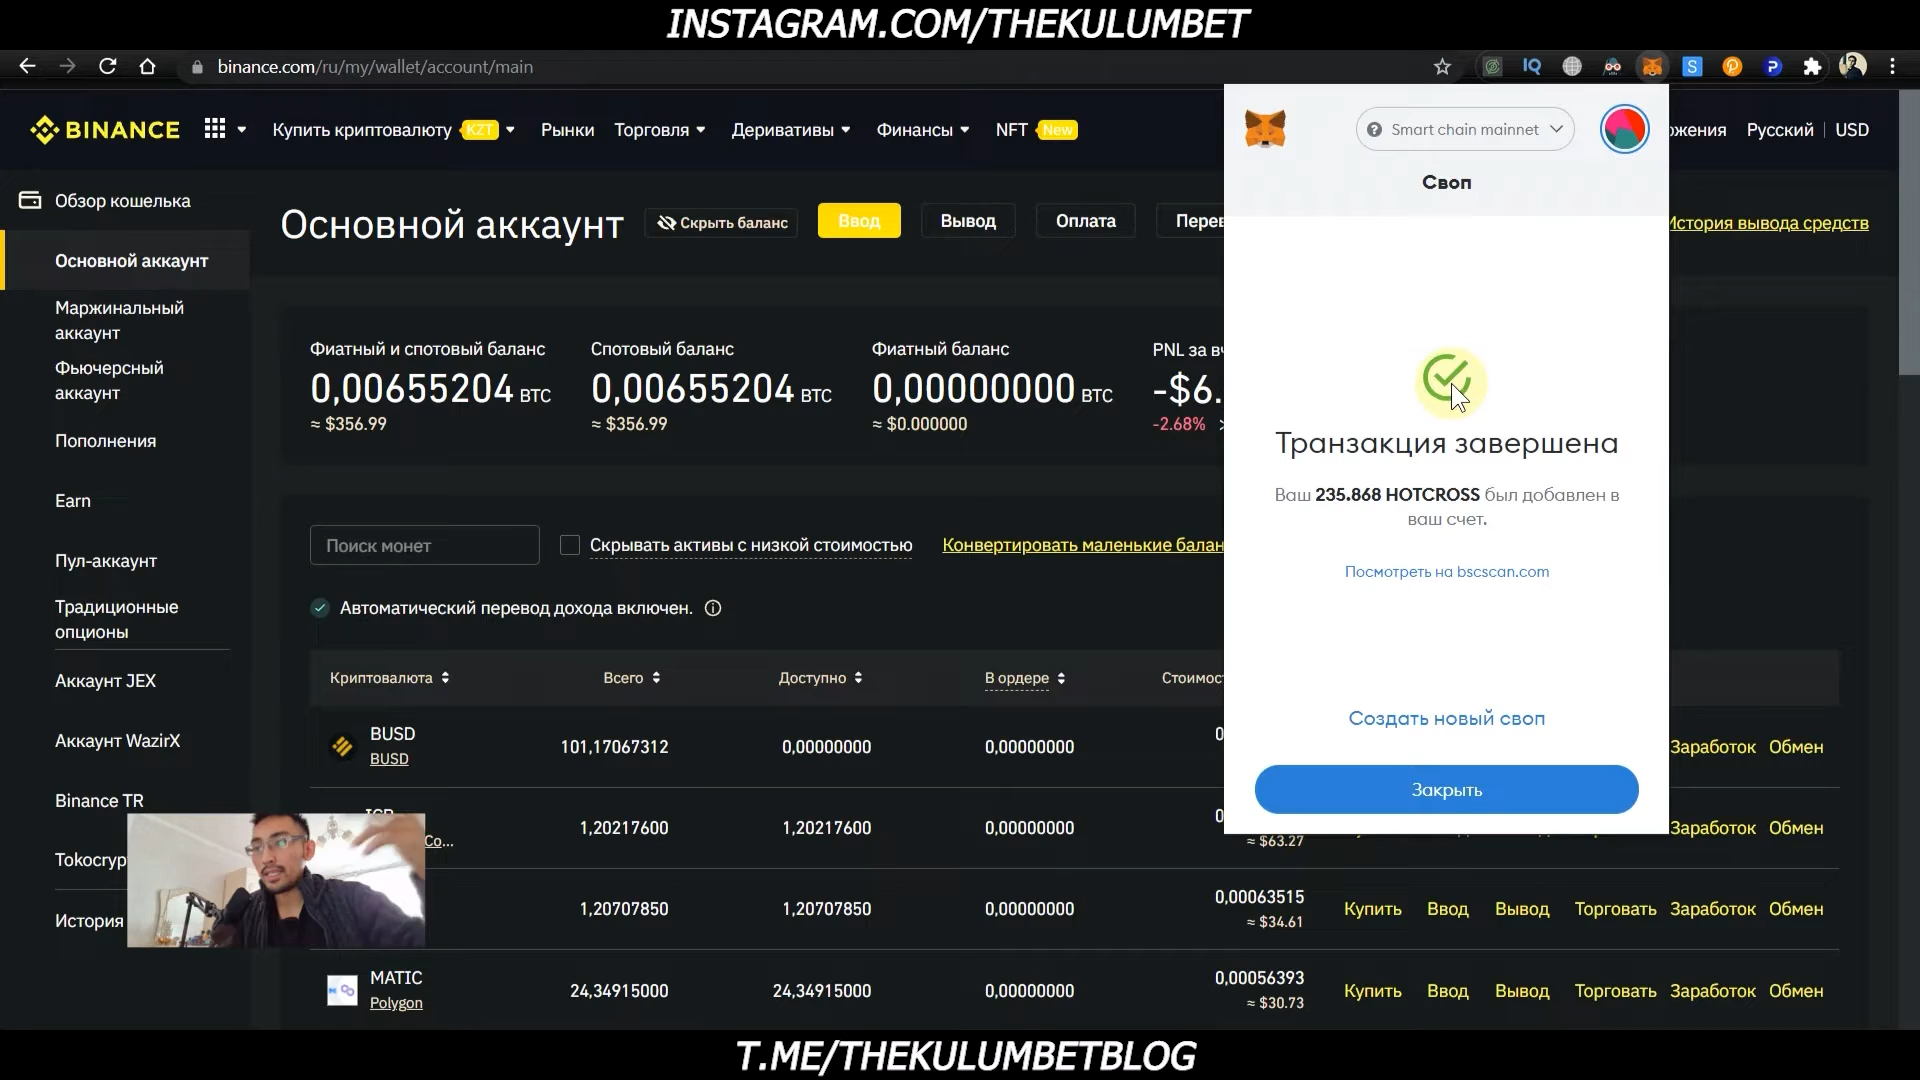 INSTAGRAM.COM/THEKULUMBET
binance.com/ru/my/wallet/account/main
IQ
S
P
BINANCE
Купить криптовалюту KZT
Рынки
Торговля
Деривативы
Финансы
NFT New
Smart chain mainnet
ожения
Русский
USD
Своп
Обзор кошелька
Основной аккаунт
Маржинальный
аккаунт
Фьючерсный
аккаунт
Пополнения
Earn
Пул-аккаунт
Традиционные
опционы
Аккаунт JEX
Аккаунт WazirX
Binance TR
Tokocryp
История
Основной аккаунт
Скрыть баланс
Ввод
Вывод
Оплата
Перев
История вывода средств
Фиатный и спотовый баланс
0,00655204 BTC
≈ $356.99
Спотовый баланс
0,00655204 BTC
≈ $356.99
Фиатный баланс
0,00000000 BTC
≈ $0.000000
PNL за вч
-$6.
-2.68% >
Поиск монет
Скрывать активы с низкой стоимостью
Конвертировать маленькие балан
Автоматический перевод дохода включен.
Криптовалюта
Всего
Доступно
В ордере
Стоимост
BUSD
BUSD
101,17067312
0,00000000
0,00000000
0
Заработок
Обмен
ICP
Co...
1,20217600
1,20217600
0,00000000
0
≈ $63.27
Заработок
Обмен
1,20707850
1,20707850
0,00000000
0,00063515
≈ $34.61
Купить
Ввод
Вывод
Торговать
Заработок
Обмен
MATIC
Polygon
24,34915000
24,34915000
0,00000000
0,00056393
≈ $30.73
Купить
Ввод
Вывод
Торговать
Заработок
Обмен
Транзакция завершена
Ваш 235.868 HOTCROSS был добавлен в
ваш счет.
Посмотреть на bscscan.com
Создать новый своп
Закрыть
T.ME/THEKULUMBETBLOG